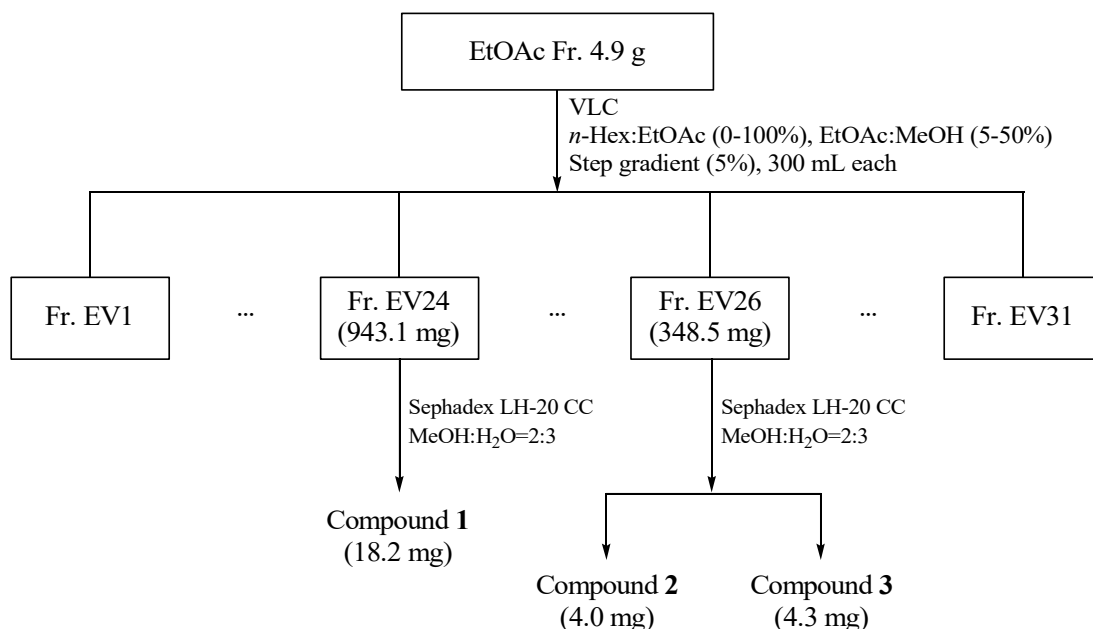 EtOAc Fr. 4.9 g
VLC
n-Hex:EtOAc (0-100%), EtOAc:MeOH (5-50%)
Step gradient (5%), 300 mL each
Fr. EV1
...
Fr. EV24
(943.1 mg)
...
Fr. EV26
(348.5 mg)
...
Fr. EV31
Sephadex LH-20 CC
MeOH:H₂O=2:3
Sephadex LH-20 CC
MeOH:H₂O=2:3
Compound 1
(18.2 mg)
Compound 2
(4.0 mg)
Compound 3
(4.3 mg)